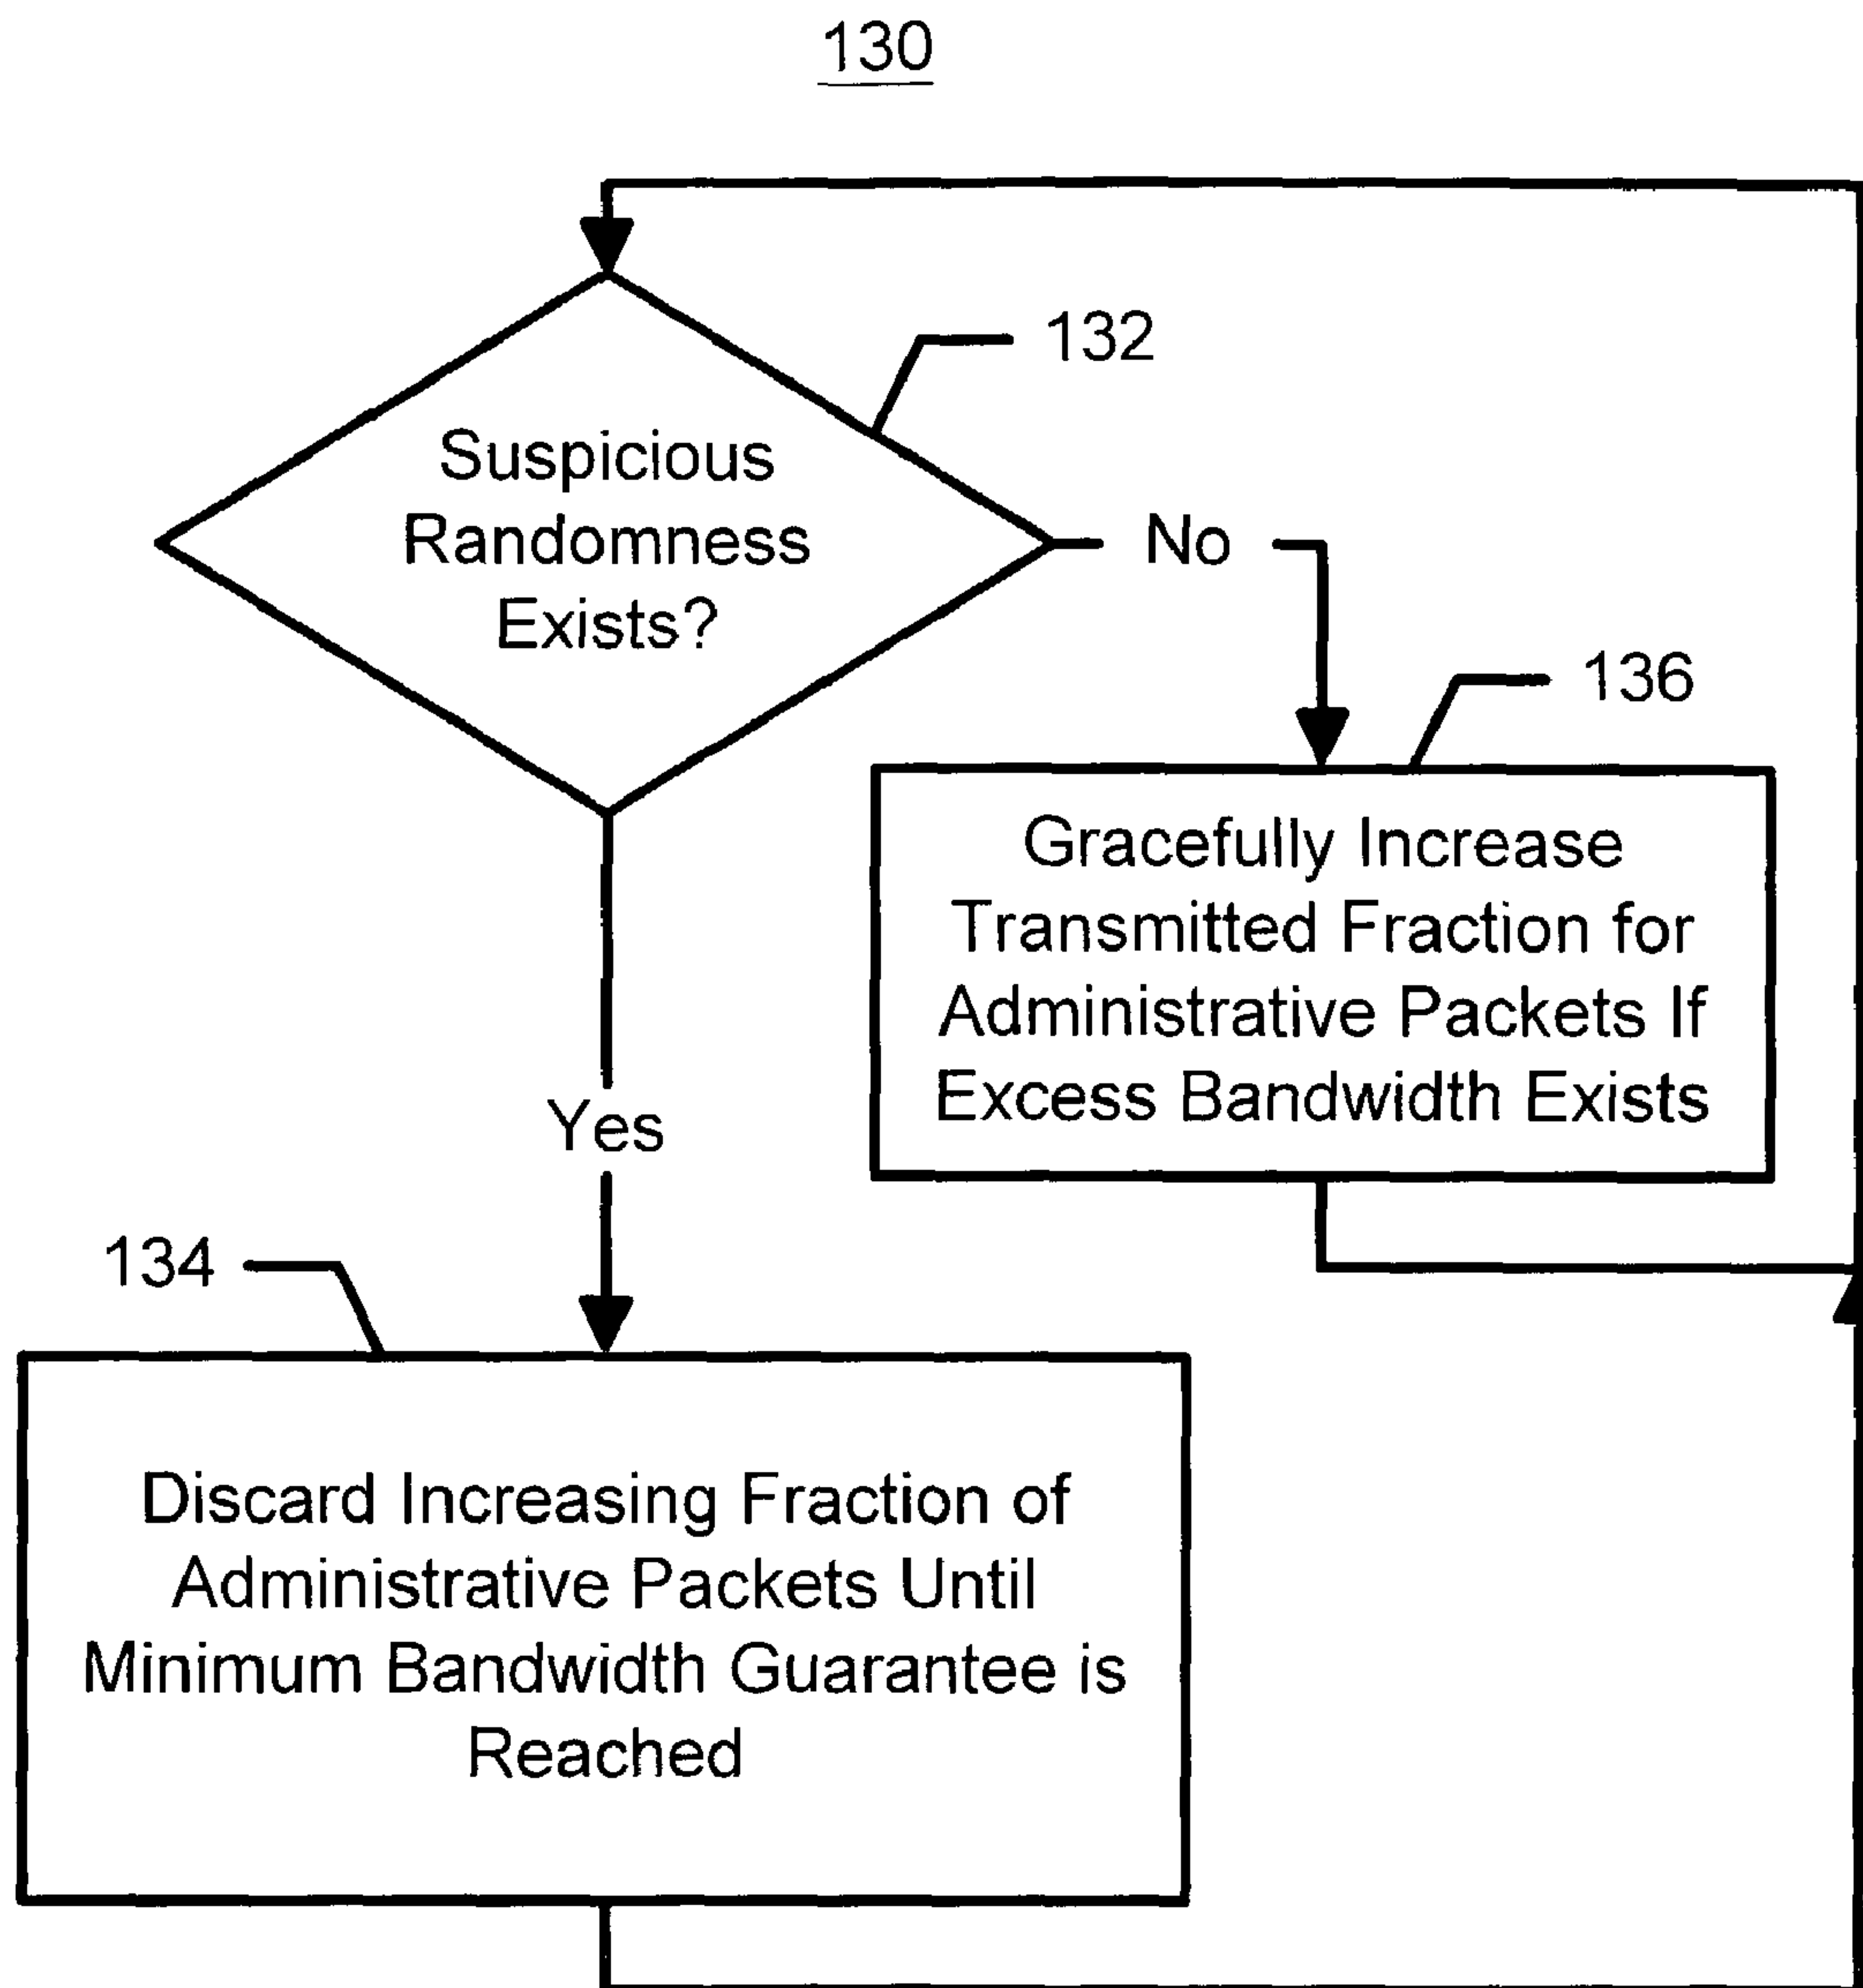 130
132
Suspicious
Randomness
Exists?
No
136
Gracefully Increase
Transmitted Fraction for
Administrative Packets If
Excess Bandwidth Exists
Yes
134
Discard Increasing Fraction of
Administrative Packets Until
Minimum Bandwidth Guarantee is
Reached